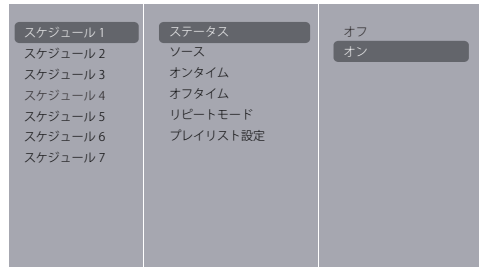 スケジュール 1
スケジュール 2
スケジュール 3
スケジュール 4
スケジュール 5
スケジュール 6
スケジュール 7
ステータス
ソース
オンタイム
オフタイム
リピートモード
プレイリスト設定
オフ
オン